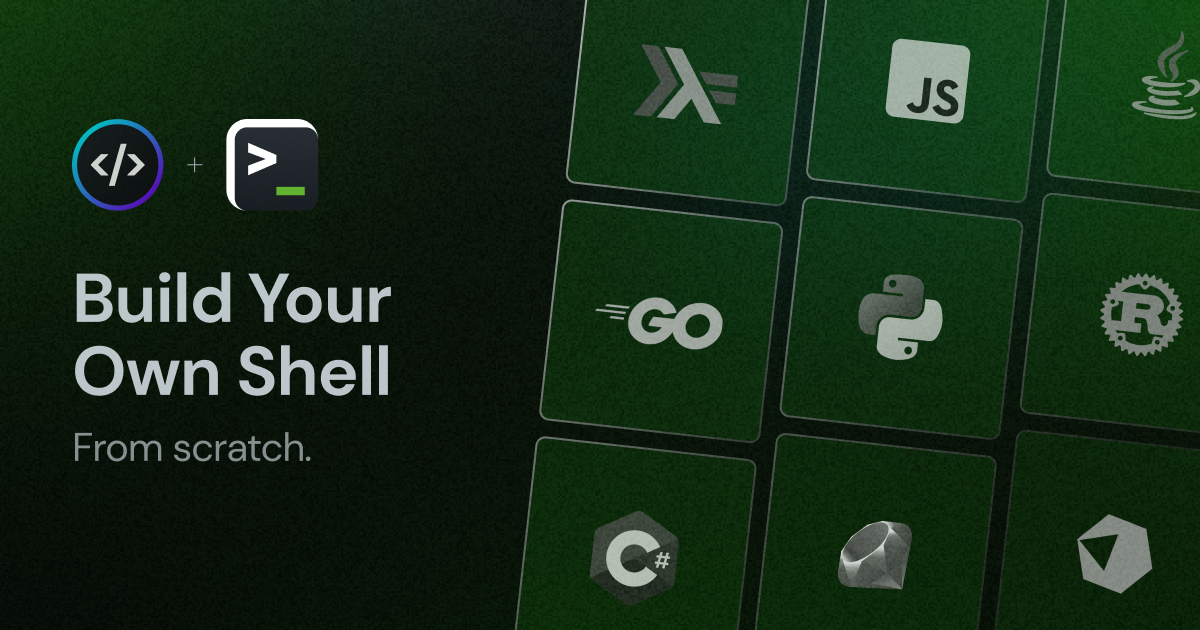 </>
+
>_
Build Your
Own Shell
From scratch.
JS
GO
R
C#